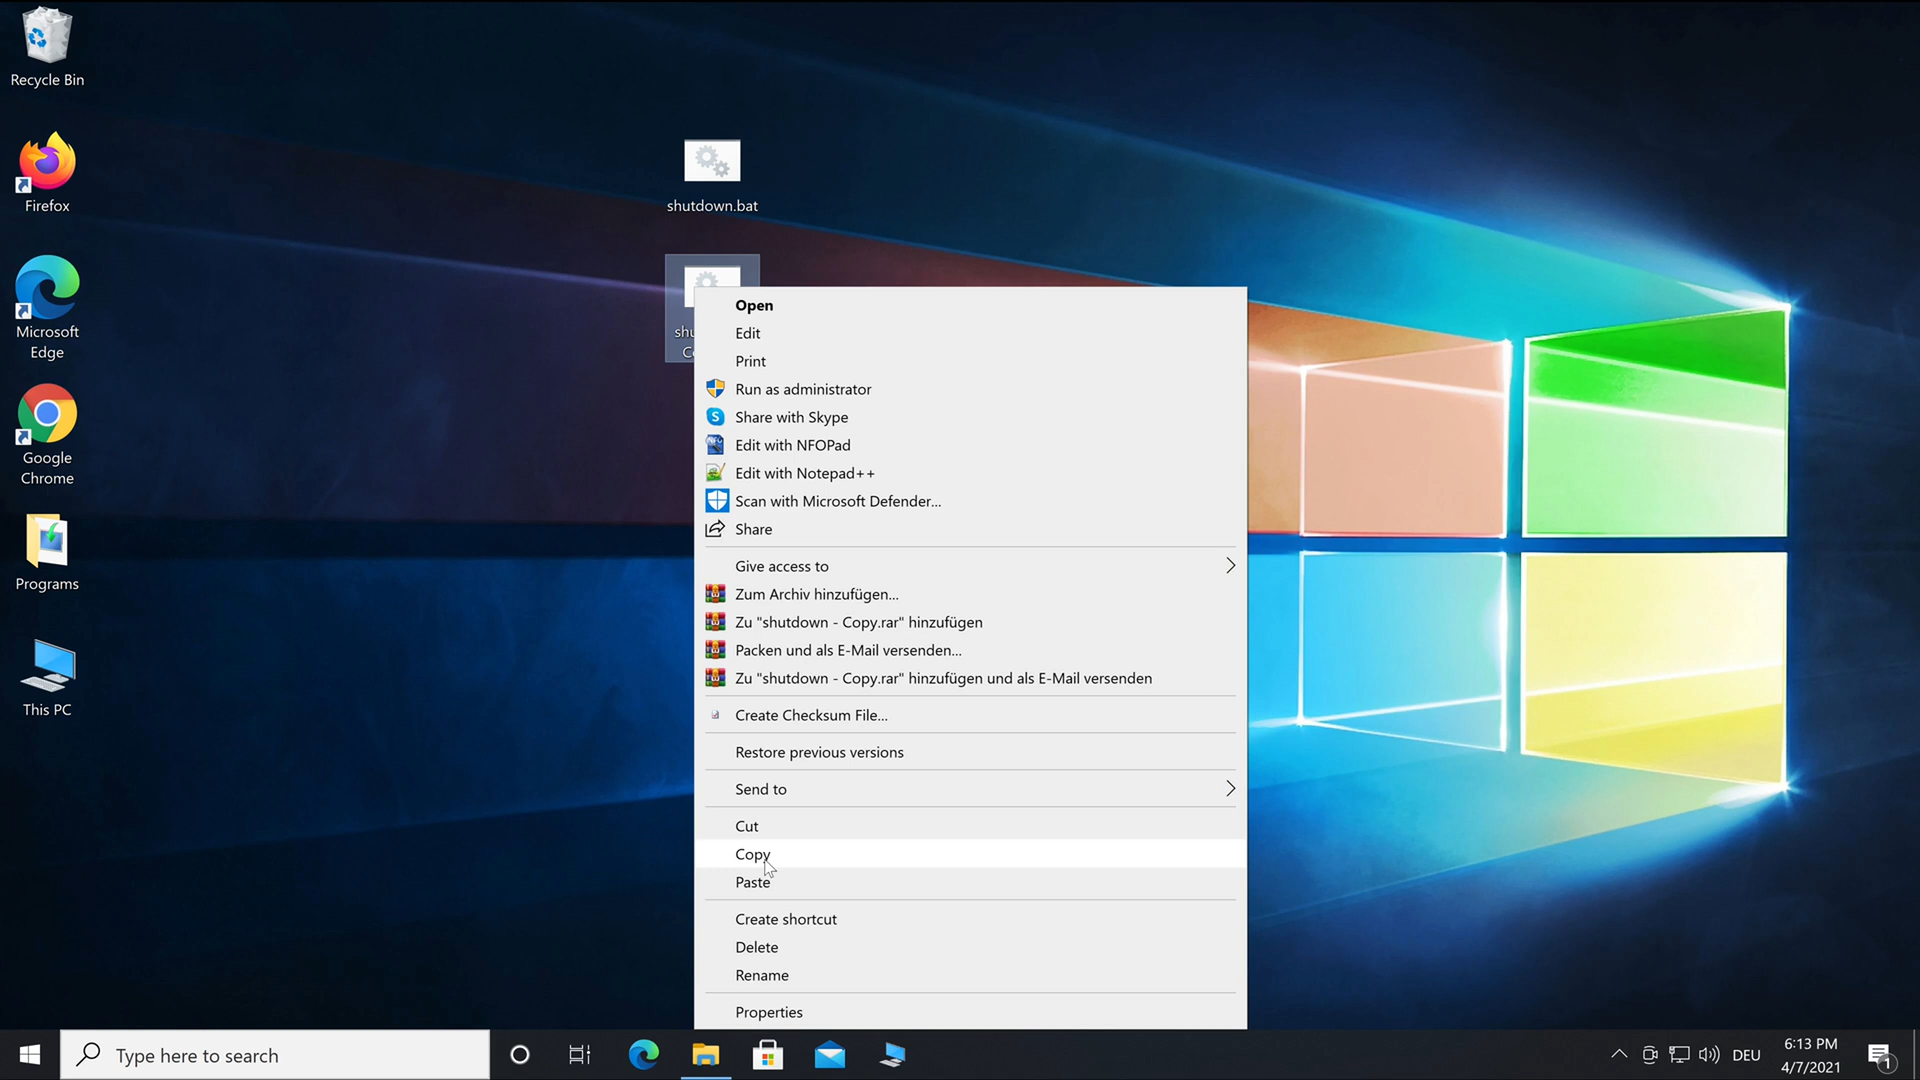 Recycle Bin
Firefox
Microsoft
Edge
Google
Chrome
Programs
This PC
shutdown.bat
Open
Edit
Print
Run as administrator
Share with Skype
Edit with NFOPad
Edit with Notepad++
Scan with Microsoft Defender...
Share
Give access to
Zum Archiv hinzufügen...
Zu "shutdown - Copy.rar" hinzufügen
Packen und als E-Mail versenden...
Zu "shutdown - Copy.rar" hinzufügen und als E-Mail versenden
Create Checksum File...
Restore previous versions
Send to
Cut
Copy
Paste
Create shortcut
Delete
Rename
Properties
Type here to search
DEU
6:13 PM
4/7/2021
1